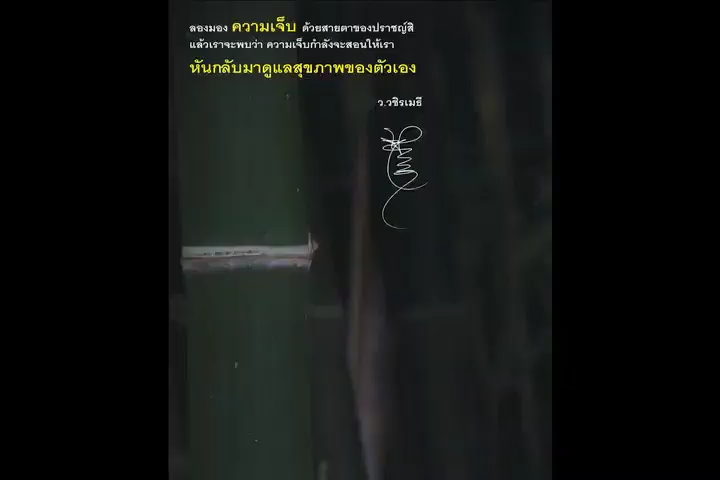 ลองมอง ความเจ็บ ด้วยสายตาของปราชญ์สิ
แล้วเราจะพบว่า ความเจ็บกำลังจะสอนให้เรา
หันกลับมาดูแลสุขภาพของตัวเอง
ว.วชิรเมธี